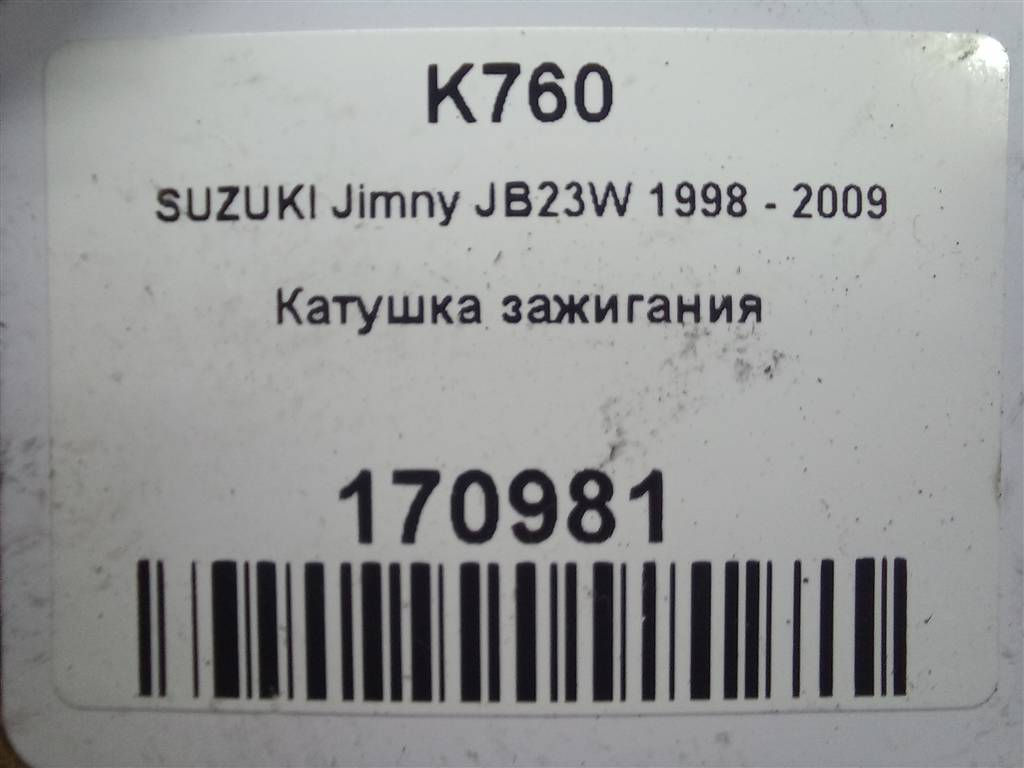 K760
SUZUKI Jimny JB23W 1998 - 2009
Катушка зажигания
170981